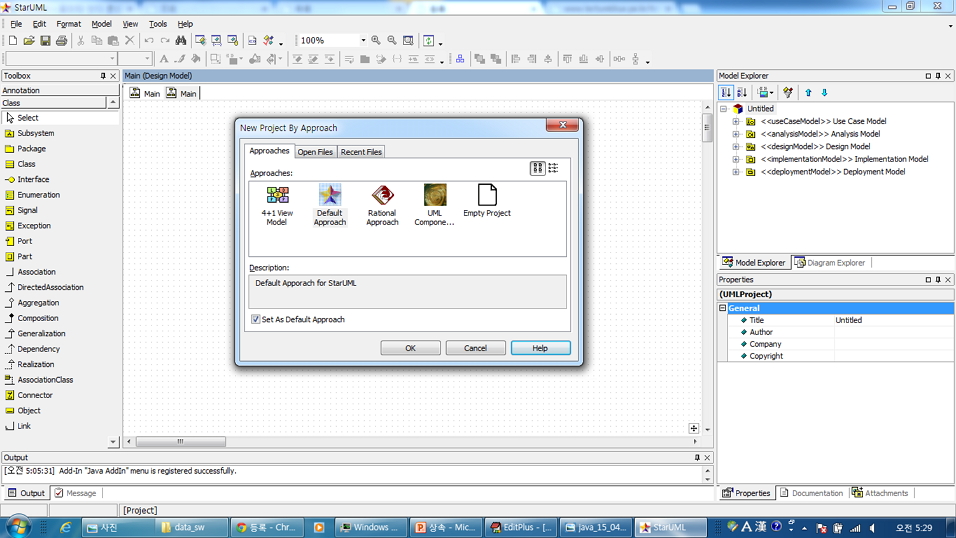 StarUML
File Edit Format Model View Tools Help
100%
Toolbox
Annotation
Class
Select
Subsystem
Package
Class
Interface
Enumeration
Signal
Exception
Port
Part
Association
DirectedAssociation
Aggregation
Composition
Generalization
Dependency
Realization
AssociationClass
Connector
Object
Link
Main (Design Model)
Main Main
New Project By Approach
Approaches Open Files Recent Files
Approaches:
4+1 View Model
Default Approach
Rational Approach
UML Compone...
Empty Project
Description:
Default Apporach for StarUML
Set As Default Approach
OK Cancel Help
Model Explorer
Untitled
<<useCaseModel>> Use Case Model
<<analysisModel>> Analysis Model
<<designModel>> Design Model
<<implementationModel>> Implementation Model
<<deploymentModel>> Deployment Model
Model Explorer Diagram Explorer
Properties
(UMLProject)
General
Title Untitled
Author
Company
Copyright
Properties Documentation Attachments
Output
[오전 5:05:31] Add-In "Java AddIn" menu is registered successfully.
Output Message
[Project]
사진 data_sw 등록 - Chr... Windows ... 상속 - Mic... EditPlus - [... java_15_04... StarUML A 漢 오전 5:29